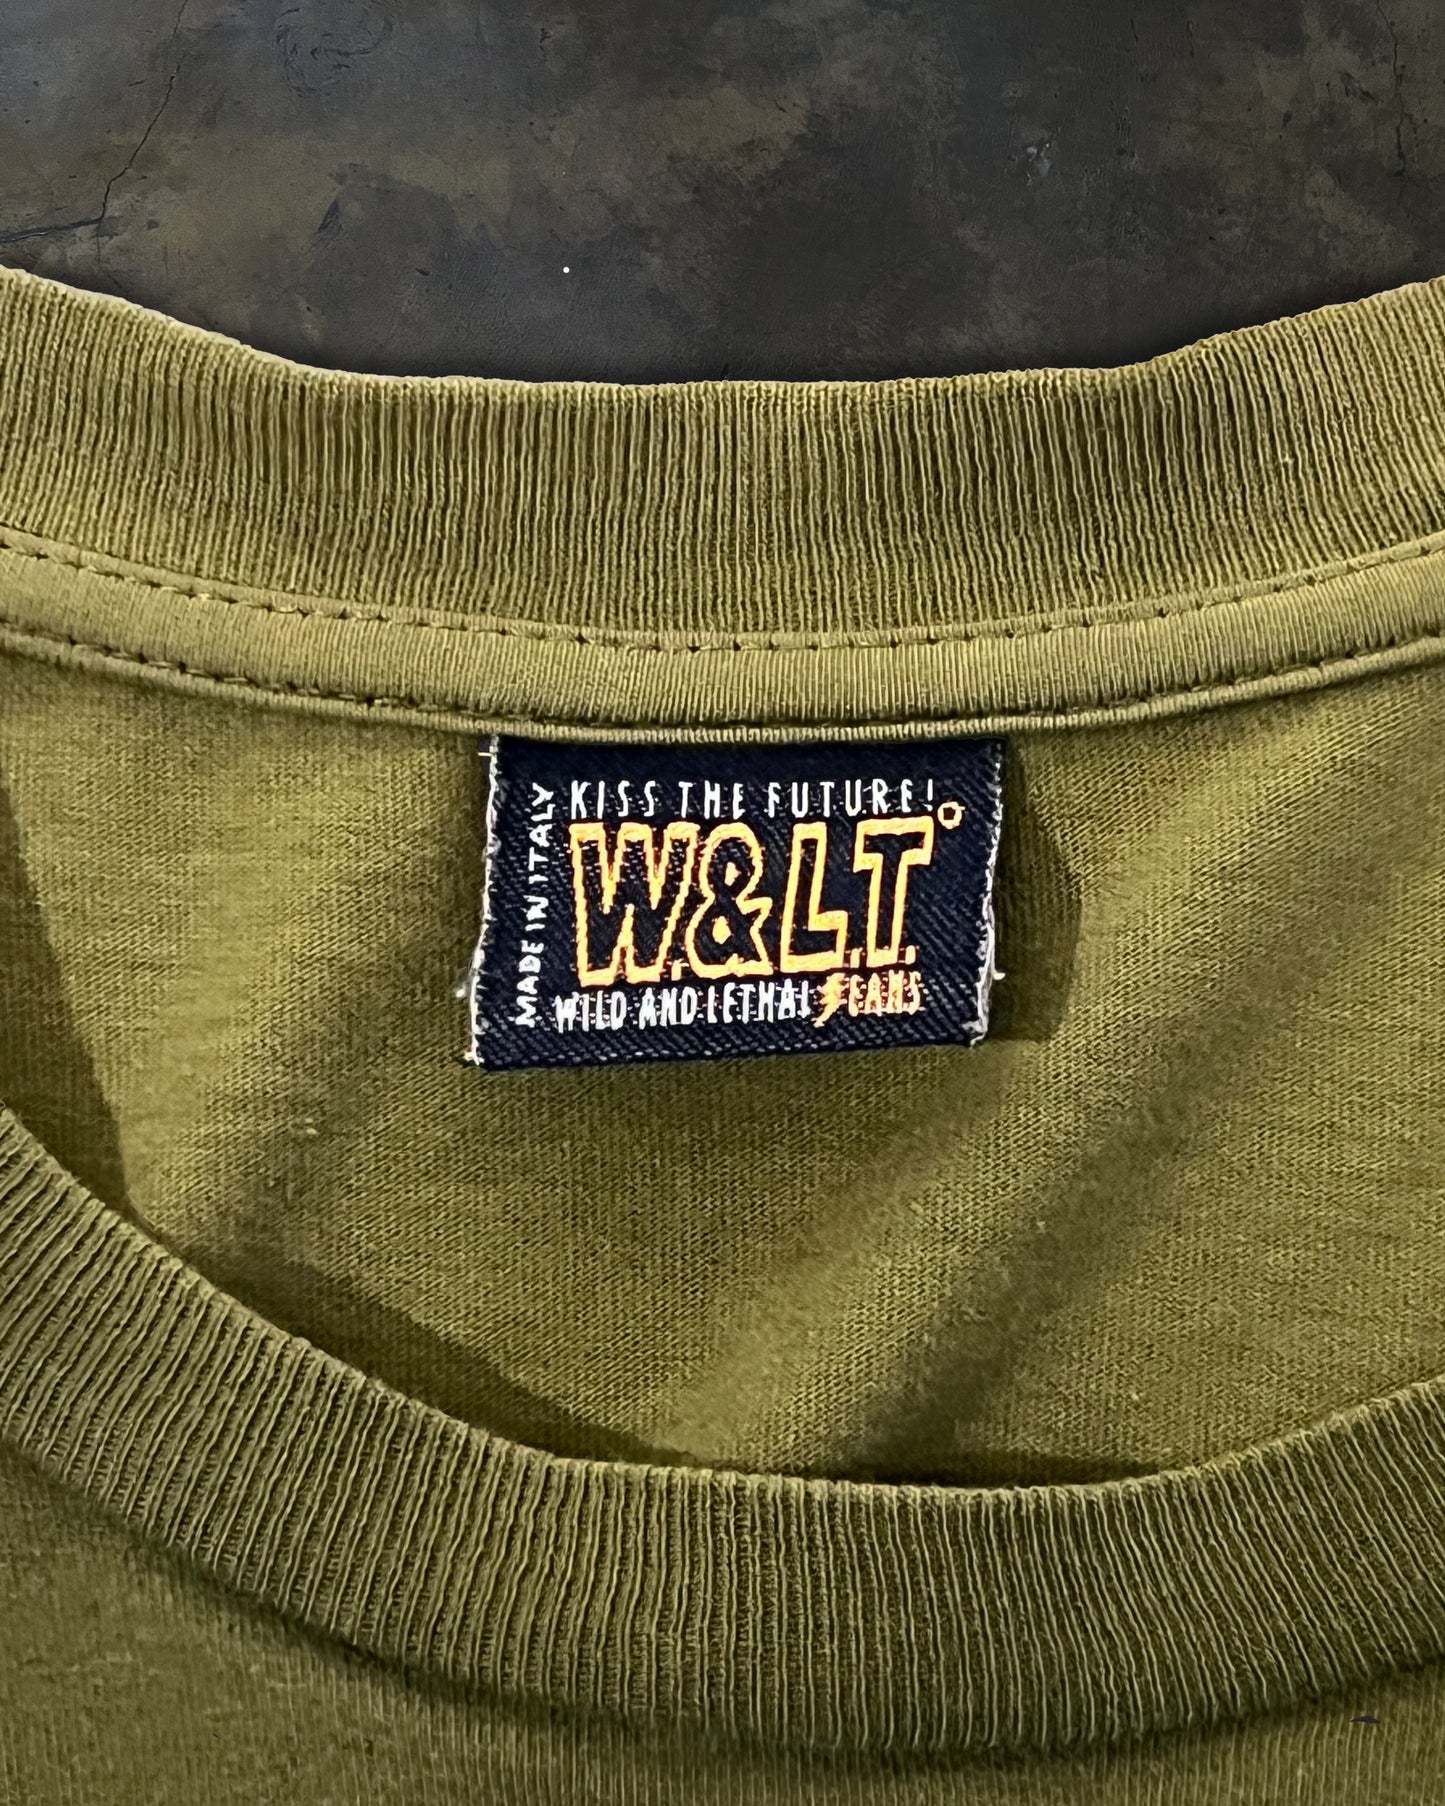 KISS THE FUTURE!
W.&L.T.
WILD AND LETHAL JEANS
MADE IN ITALY